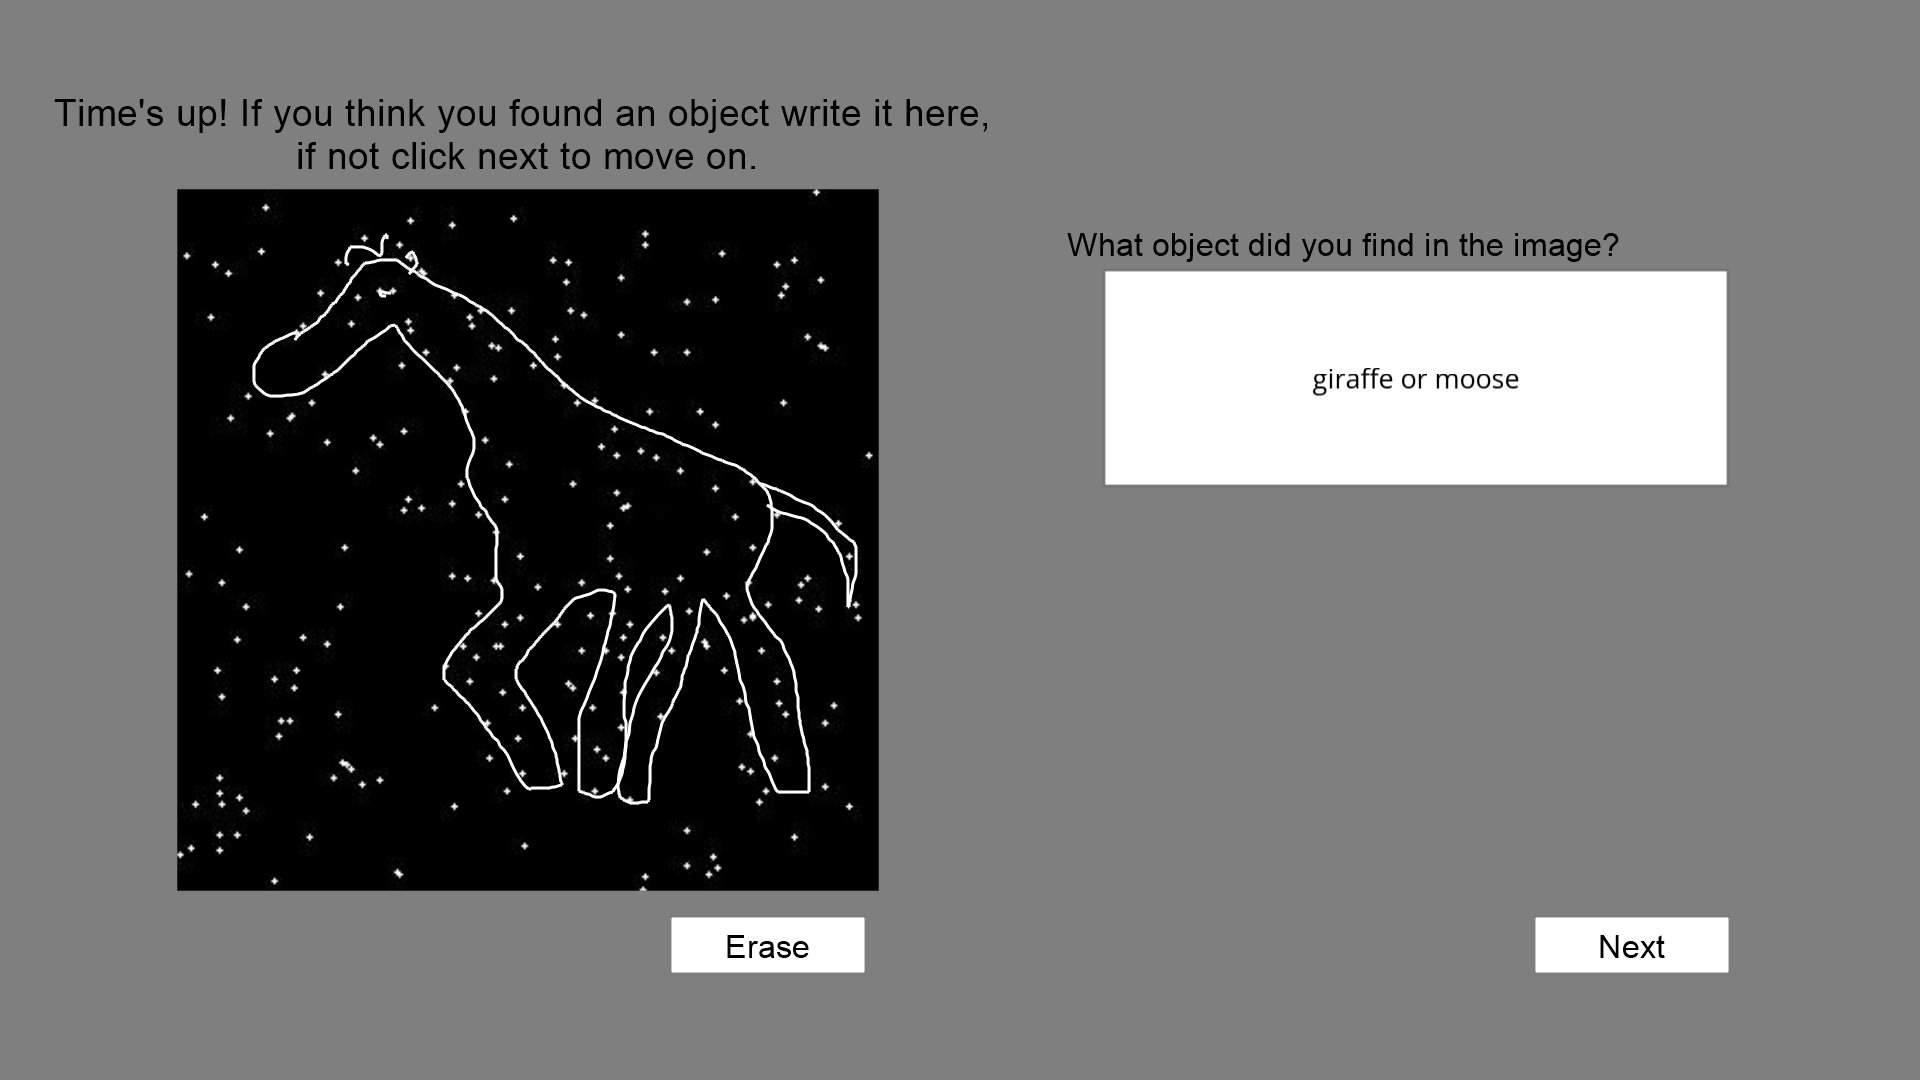 Time's up! If you think you found an object write it here,
if not click next to move on.
What object did you find in the image?
giraffe or moose
Erase
Next